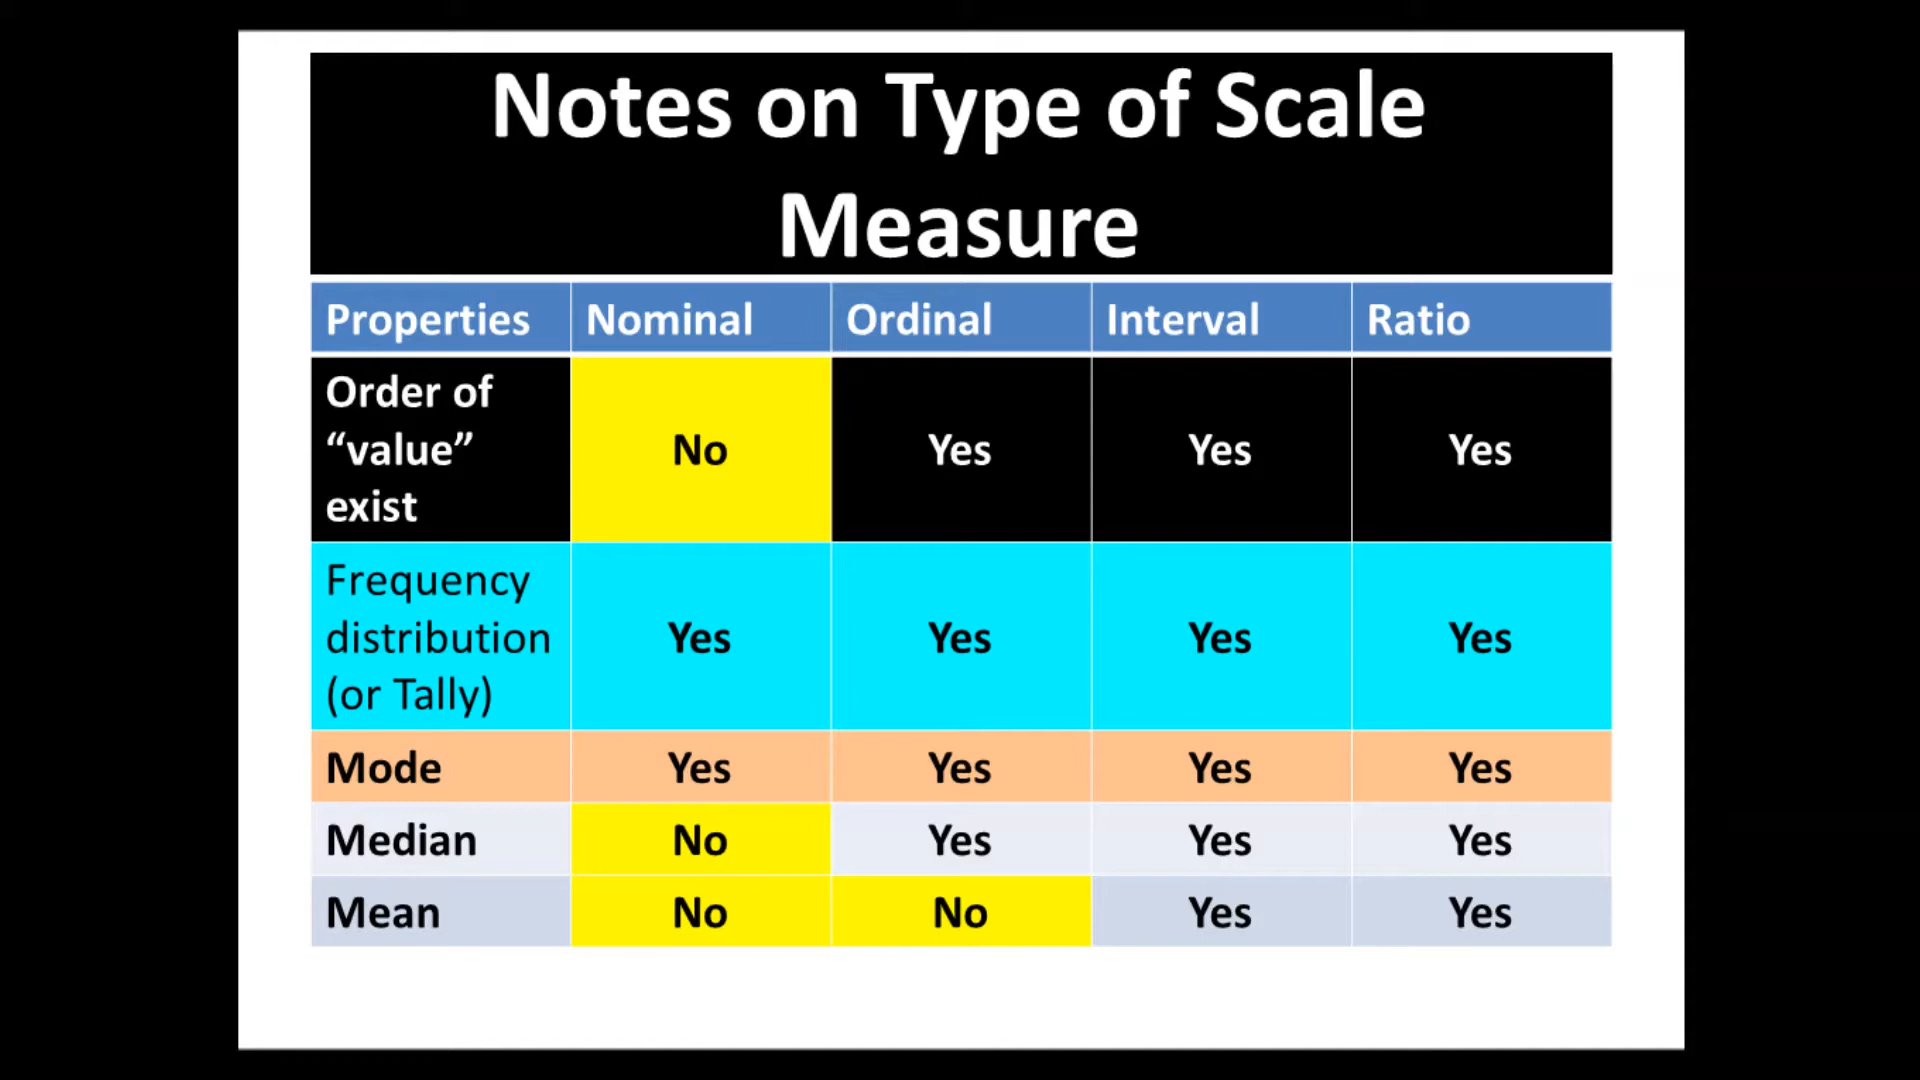 Notes on Type of Scale
Measure
Properties Nominal Ordinal Interval Ratio
Order of
“value”
exist
No Yes Yes Yes
Frequency
distribution
(or Tally)
Yes Yes Yes Yes
Mode Yes Yes Yes Yes
Median No Yes Yes Yes
Mean No No Yes Yes